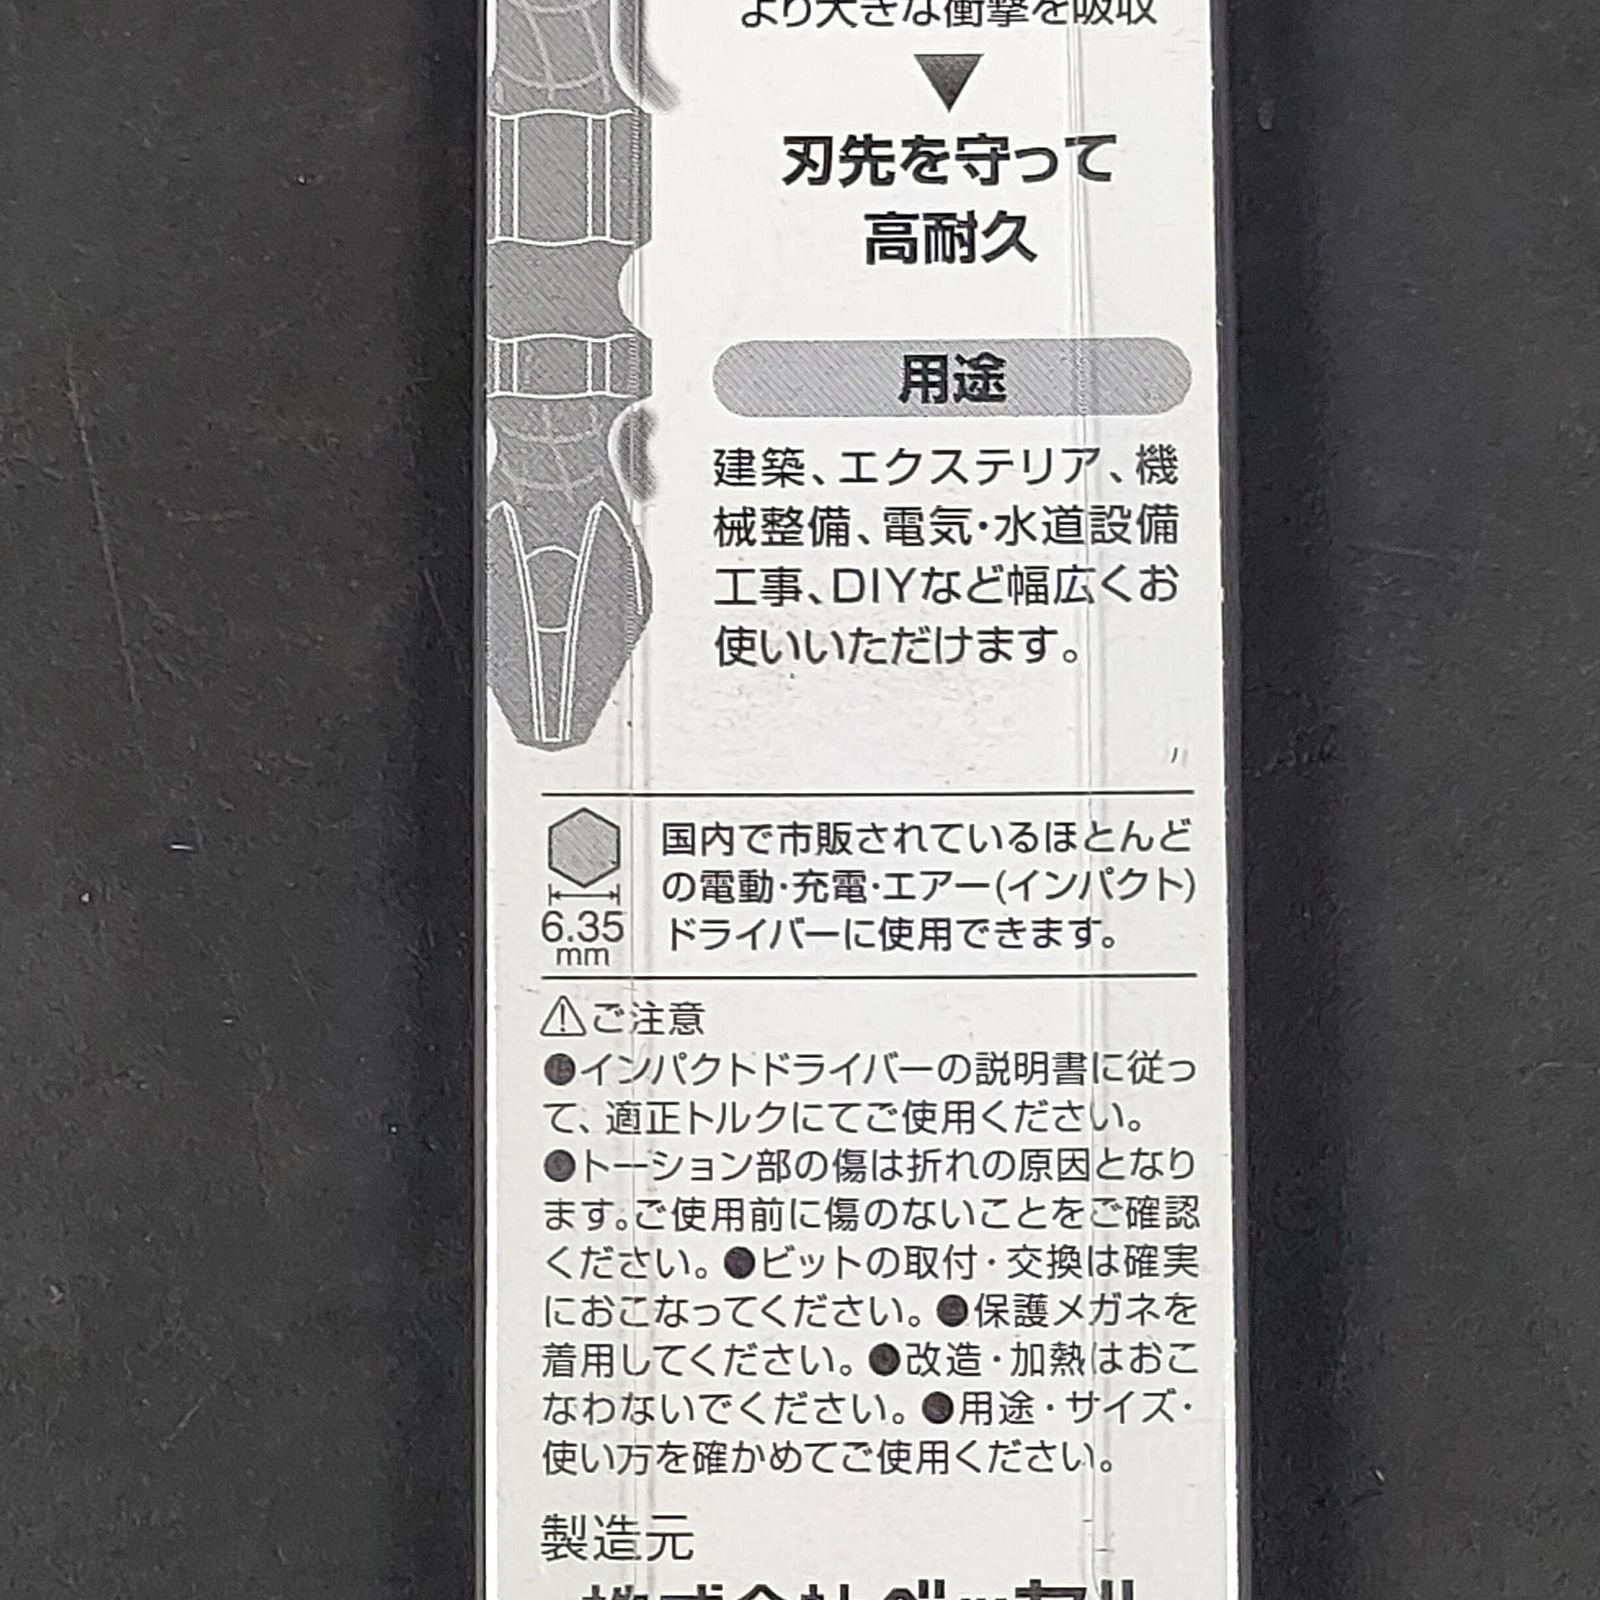 より大きな衝撃を吸収
刃先を守って
高耐久
用途
建築、エクステリア、機
械整備、電気・水道設備
工事、DIYなど幅広くお
使いいただけます。
6.35
mm
国内で市販されているほとんど
の電動・充電・エアー(インパクト)
ドライバーに使用できます。
⚠ご注意
●インパクトドライバーの説明書に従っ
て、適正トルクにてご使用ください。
●トーション部の傷は折れの原因となり
ます。ご使用前に傷のないことをご確認
ください。●ビットの取付・交換は確実
におこなってください。●保護メガネを
着用してください。●改造・加熱はおこ
なわないでください。●用途・サイズ・
使い方を確かめてご使用ください。
製造元
株式会社ベッセル